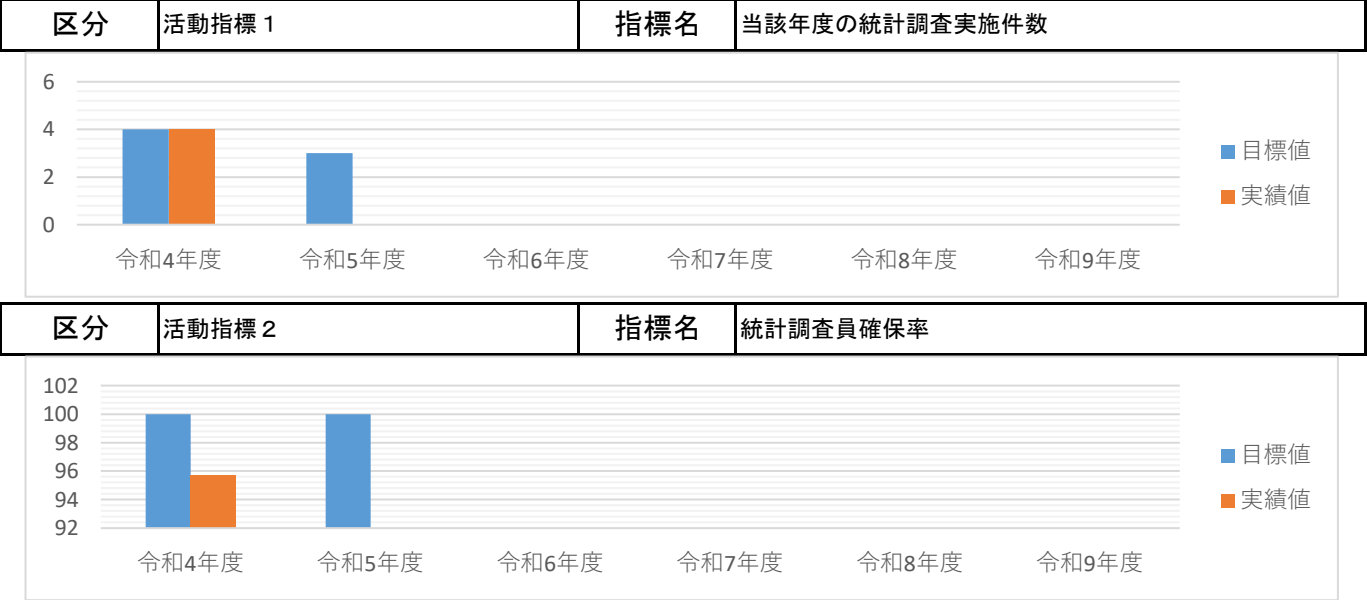 区分 活動指標１ 指標名 当該年度の統計調査実施件数
6
4
2
0
令和4年度 令和5年度 令和6年度 令和7年度 令和8年度 令和9年度
目標値
実績値
区分 活動指標２ 指標名 統計調査員確保率
102
100
98
96
94
92
令和4年度 令和5年度 令和6年度 令和7年度 令和8年度 令和9年度
目標値
実績値